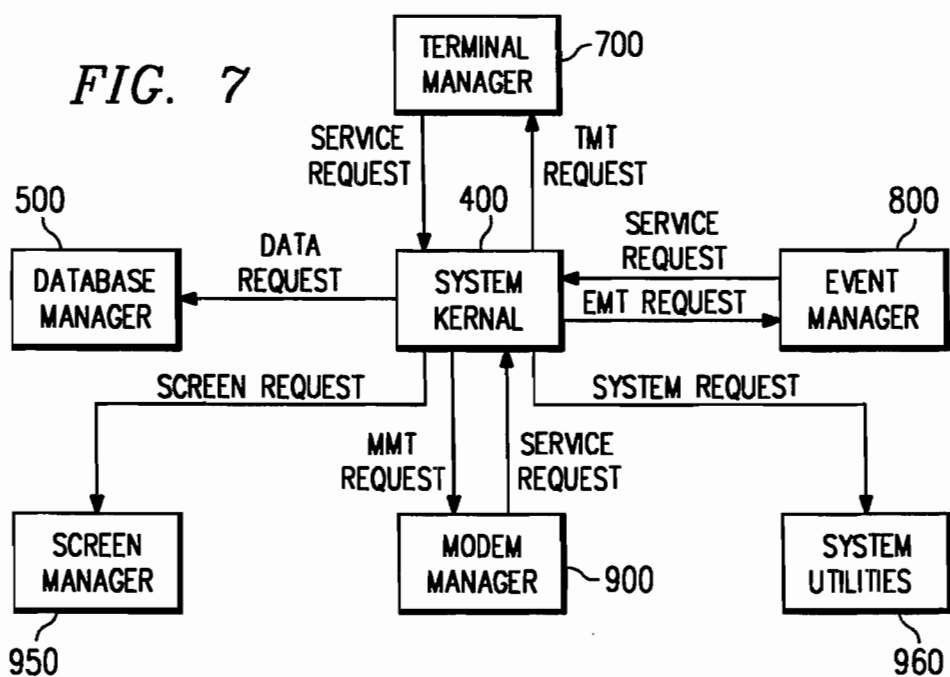 FIG. 7
TERMINAL
MANAGER
700
SERVICE
REQUEST
TMT
REQUEST
500
400
800
DATABASE
MANAGER
DATA
REQUEST
SYSTEM
KERNAL
SERVICE
REQUEST
EMT REQUEST
EVENT
MANAGER
SCREEN REQUEST
SYSTEM REQUEST
MMT
REQUEST
SERVICE
REQUEST
SCREEN
MANAGER
MODEM
MANAGER
900
SYSTEM
UTILITIES
950
960